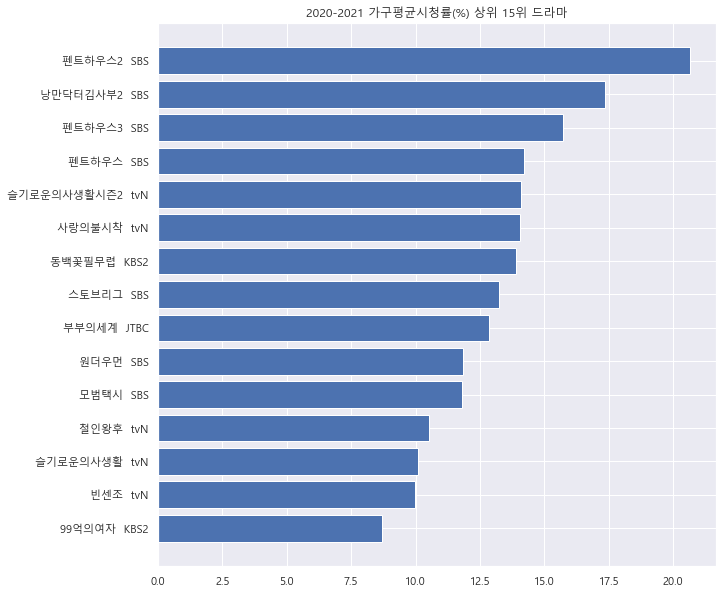 2020-2021 가구평균시청률(%) 상위 15위 드라마
펜트하우스2 SBS
낭만닥터김사부2 SBS
펜트하우스3 SBS
펜트하우스 SBS
슬기로운의사생활시즌2 tvN
사랑의불시착 tvN
동백꽃필무렵 KBS2
스토브리그 SBS
부부의세계 JTBC
원더우먼 SBS
모범택시 SBS
철인왕후 tvN
슬기로운의사생활 tvN
빈센조 tvN
99억의여자 KBS2
0.0 2.5 5.0 7.5 10.0 12.5 15.0 17.5 20.0